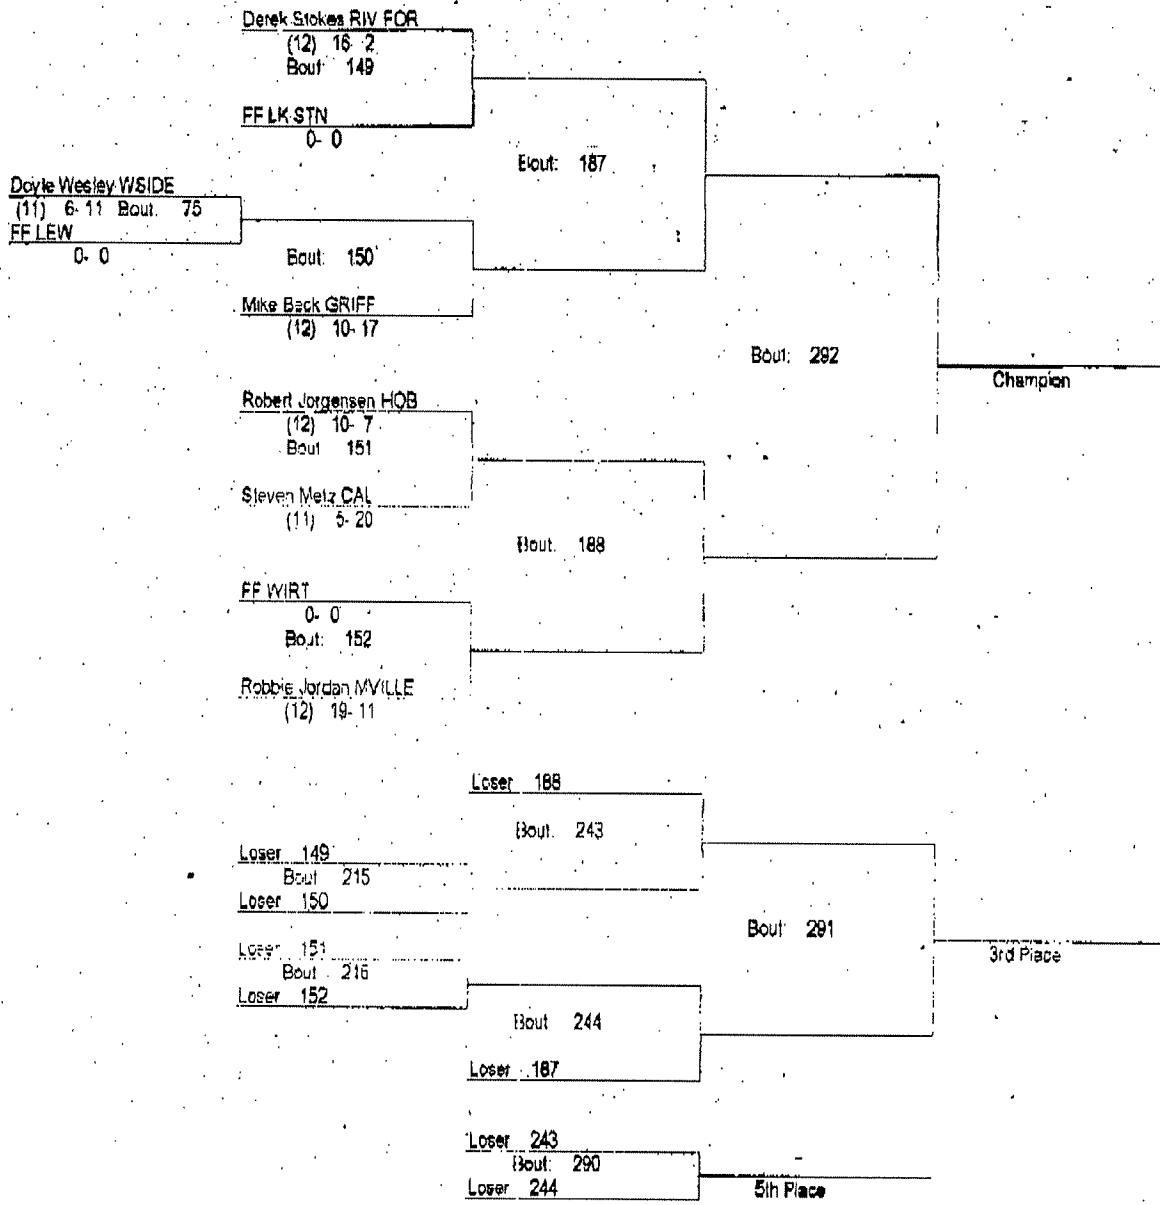 Derek Stokes RIV FOR
(12) 16- 2
Bout: 149
FF LK STN
0- 0
Bout: 187
Doyle Wesley WSIDE
(11) 6- 11 Bout: 75
FF LEW
0- 0
Bout: 150
Mike Beck GRIFF
(12) 10- 17
Bout: 292
Champion
Robert Jorgensen HOB
(12) 10- 7
Bout 151
Steven Metz CAL
(11) 5- 20
Bout: 188
FF WIRT
0- 0
Bout: 152
Robbie Jordan MVILLE
(12) 19- 11
Loser 188
Bout: 243
Loser 149
Bout 215
Loser 150
Bout: 291
Loser 151
Bout 216
3rd Place
Loser 152
Bout 244
Loser 187
Loser 243
Bout: 290
Loser 244
5th Place